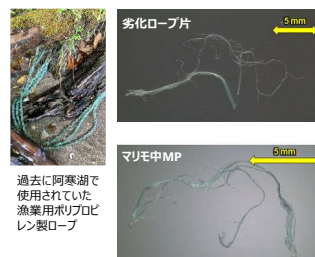 劣化ロープ片
5 mm
マリモ中MP
5 mm
過去に阿寒湖で
使用されていた
漁業用ポリプロピ
レン製ロープ